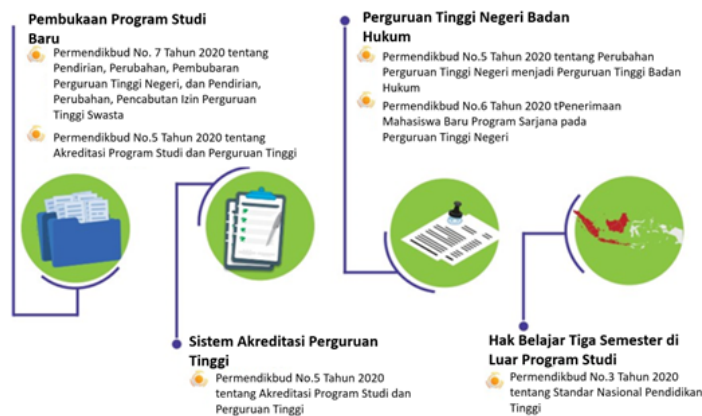 Pembukaan Program Studi
Baru
Permendikbud No. 7 Tahun 2020 tentang
Pendirian, Perubahan, Pembubaran
Perguruan Tinggi Negeri, dan Pendirian,
Perubahan, Pencabutan Izin Perguruan
Tinggi Swasta
Permendikbud No.5 Tahun 2020 tentang
Akreditasi Program Studi dan Perguruan Tinggi
Perguruan Tinggi Negeri Badan
Hukum
Permendikbud No.5 Tahun 2020 tentang Perubahan
Perguruan Tinggi Negeri menjadi Perguruan Tinggi Badan
Hukum
Permendikbud No.6 Tahun 2020 tPenerimaan
Mahasiswa Baru Program Sarjana pada
Perguruan Tinggi Negeri
Sistem Akreditasi Perguruan
Tinggi
Permendikbud No.5 Tahun 2020
tentang Akreditasi Program Studi dan
Perguruan Tinggi
Hak Belajar Tiga Semester di
Luar Program Studi
Permendikbud No.3 Tahun 2020
tentang Standar Nasional Pendidikan
Tinggi